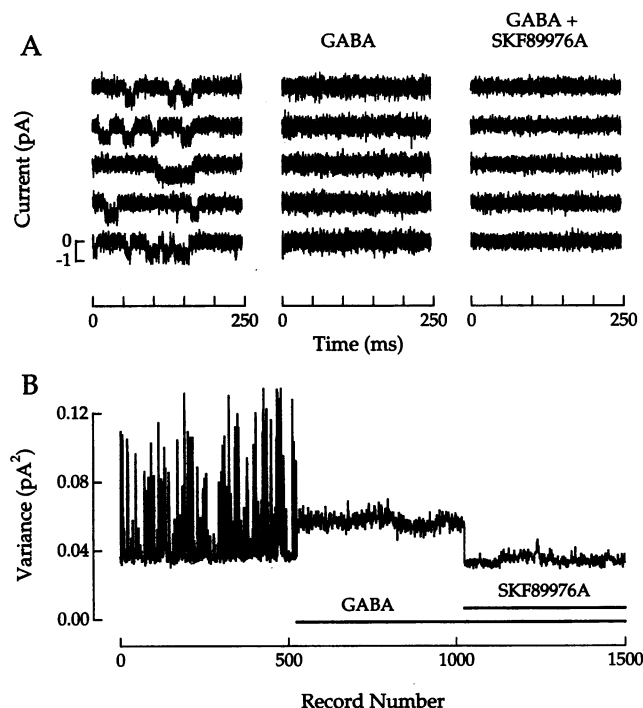 A
GABA
GABA +
SKF89976A
Current (pA)
0
-1
0
250
0
250
0
250
Time (ms)
B
Variance (pA²)
0.12
0.08
0.04
0.00
SKF89976A
GABA
0
500
1000
1500
Record Number